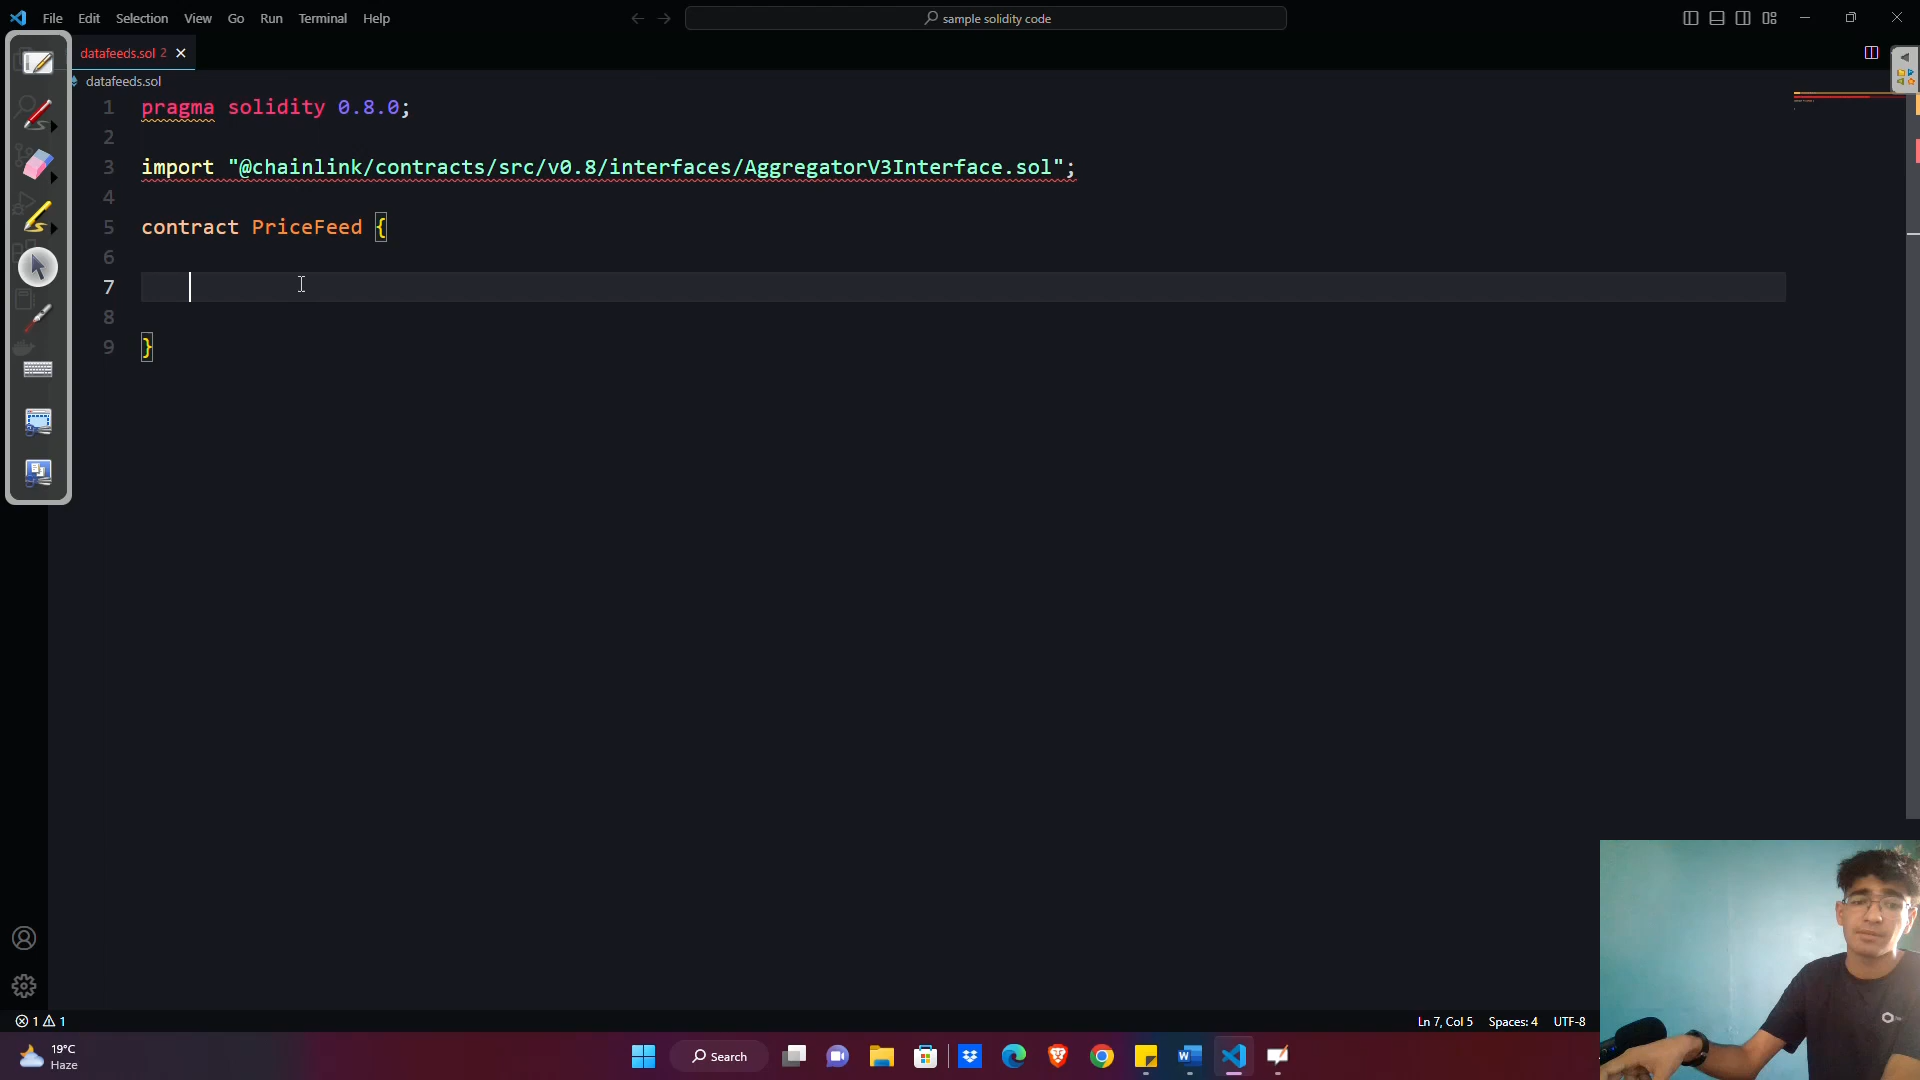 File Edit Selection View Go Run Terminal Help
sample solidity code
datafeeds.sol 2
datafeeds.sol
1 pragma solidity 0.8.0;
2
3 import "@chainlink/contracts/src/v0.8/interfaces/AggregatorV3Interface.sol";
4
5 contract PriceFeed {
6
7
8
9 }
1 1
Ln 7, Col 5 Spaces: 4 UTF-8
19°C
Haze
Search